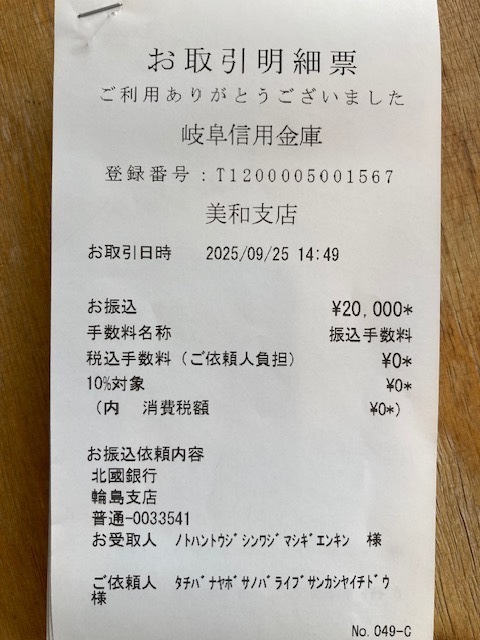 お取引明細票
ご利用ありがとうございました
岐阜信用金庫
登録番号：T1200005001567
美和支店
お取引日時 2025/09/25 14:49
お振込 ¥20,000*
手数料名称 振込手数料
税込手数料（ご依頼人負担） ¥0*
10%対象 ¥0*
（内 消費税額 ¥0*）
お振込依頼内容
北國銀行
輪島支店
普通-0033541
お受取人 ﾉﾄﾊﾝﾄｳｼﾞｼﾝﾜｼﾞﾏｼｷﾞｴﾝｷﾝ 様
ご依頼人 ﾀﾁﾊﾞﾅﾔﾎﾞｻﾉﾊﾞﾗｲﾌﾞｻﾝｶｼﾔｲﾁﾄﾞｳ
様
No.049-C